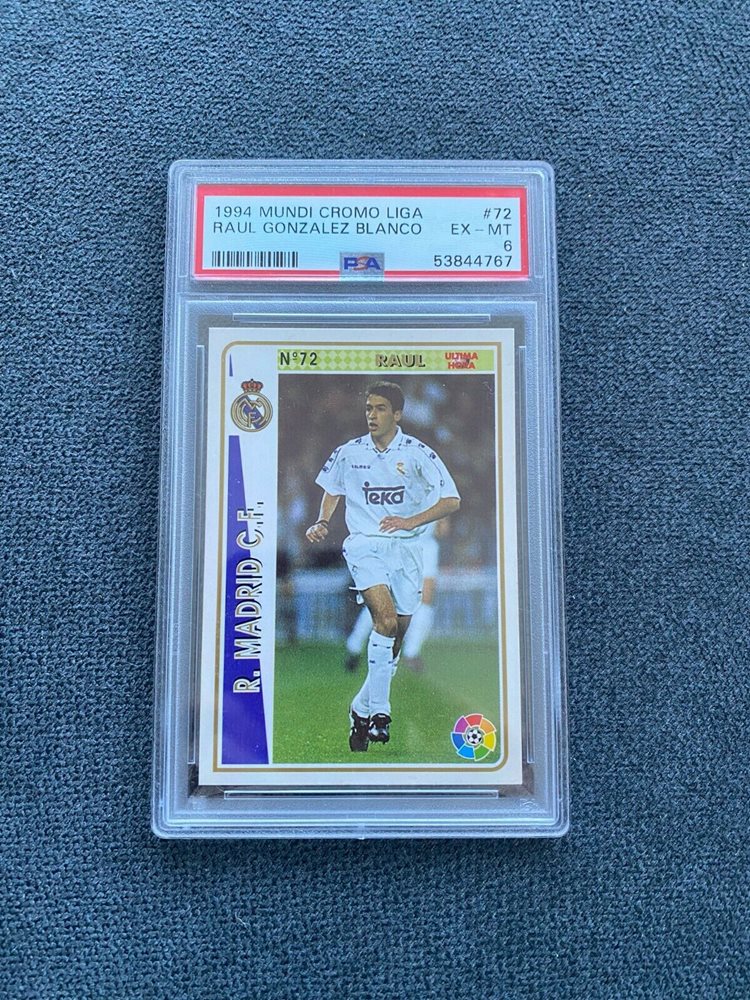 1994 MUNDI CROMO LIGA #72
RAUL GONZALEZ BLANCO EX - MT
6
PSA 53844767
Nº72 RAUL ULTIMA
HORA
R. MADRID C.F.
KELME
Teka